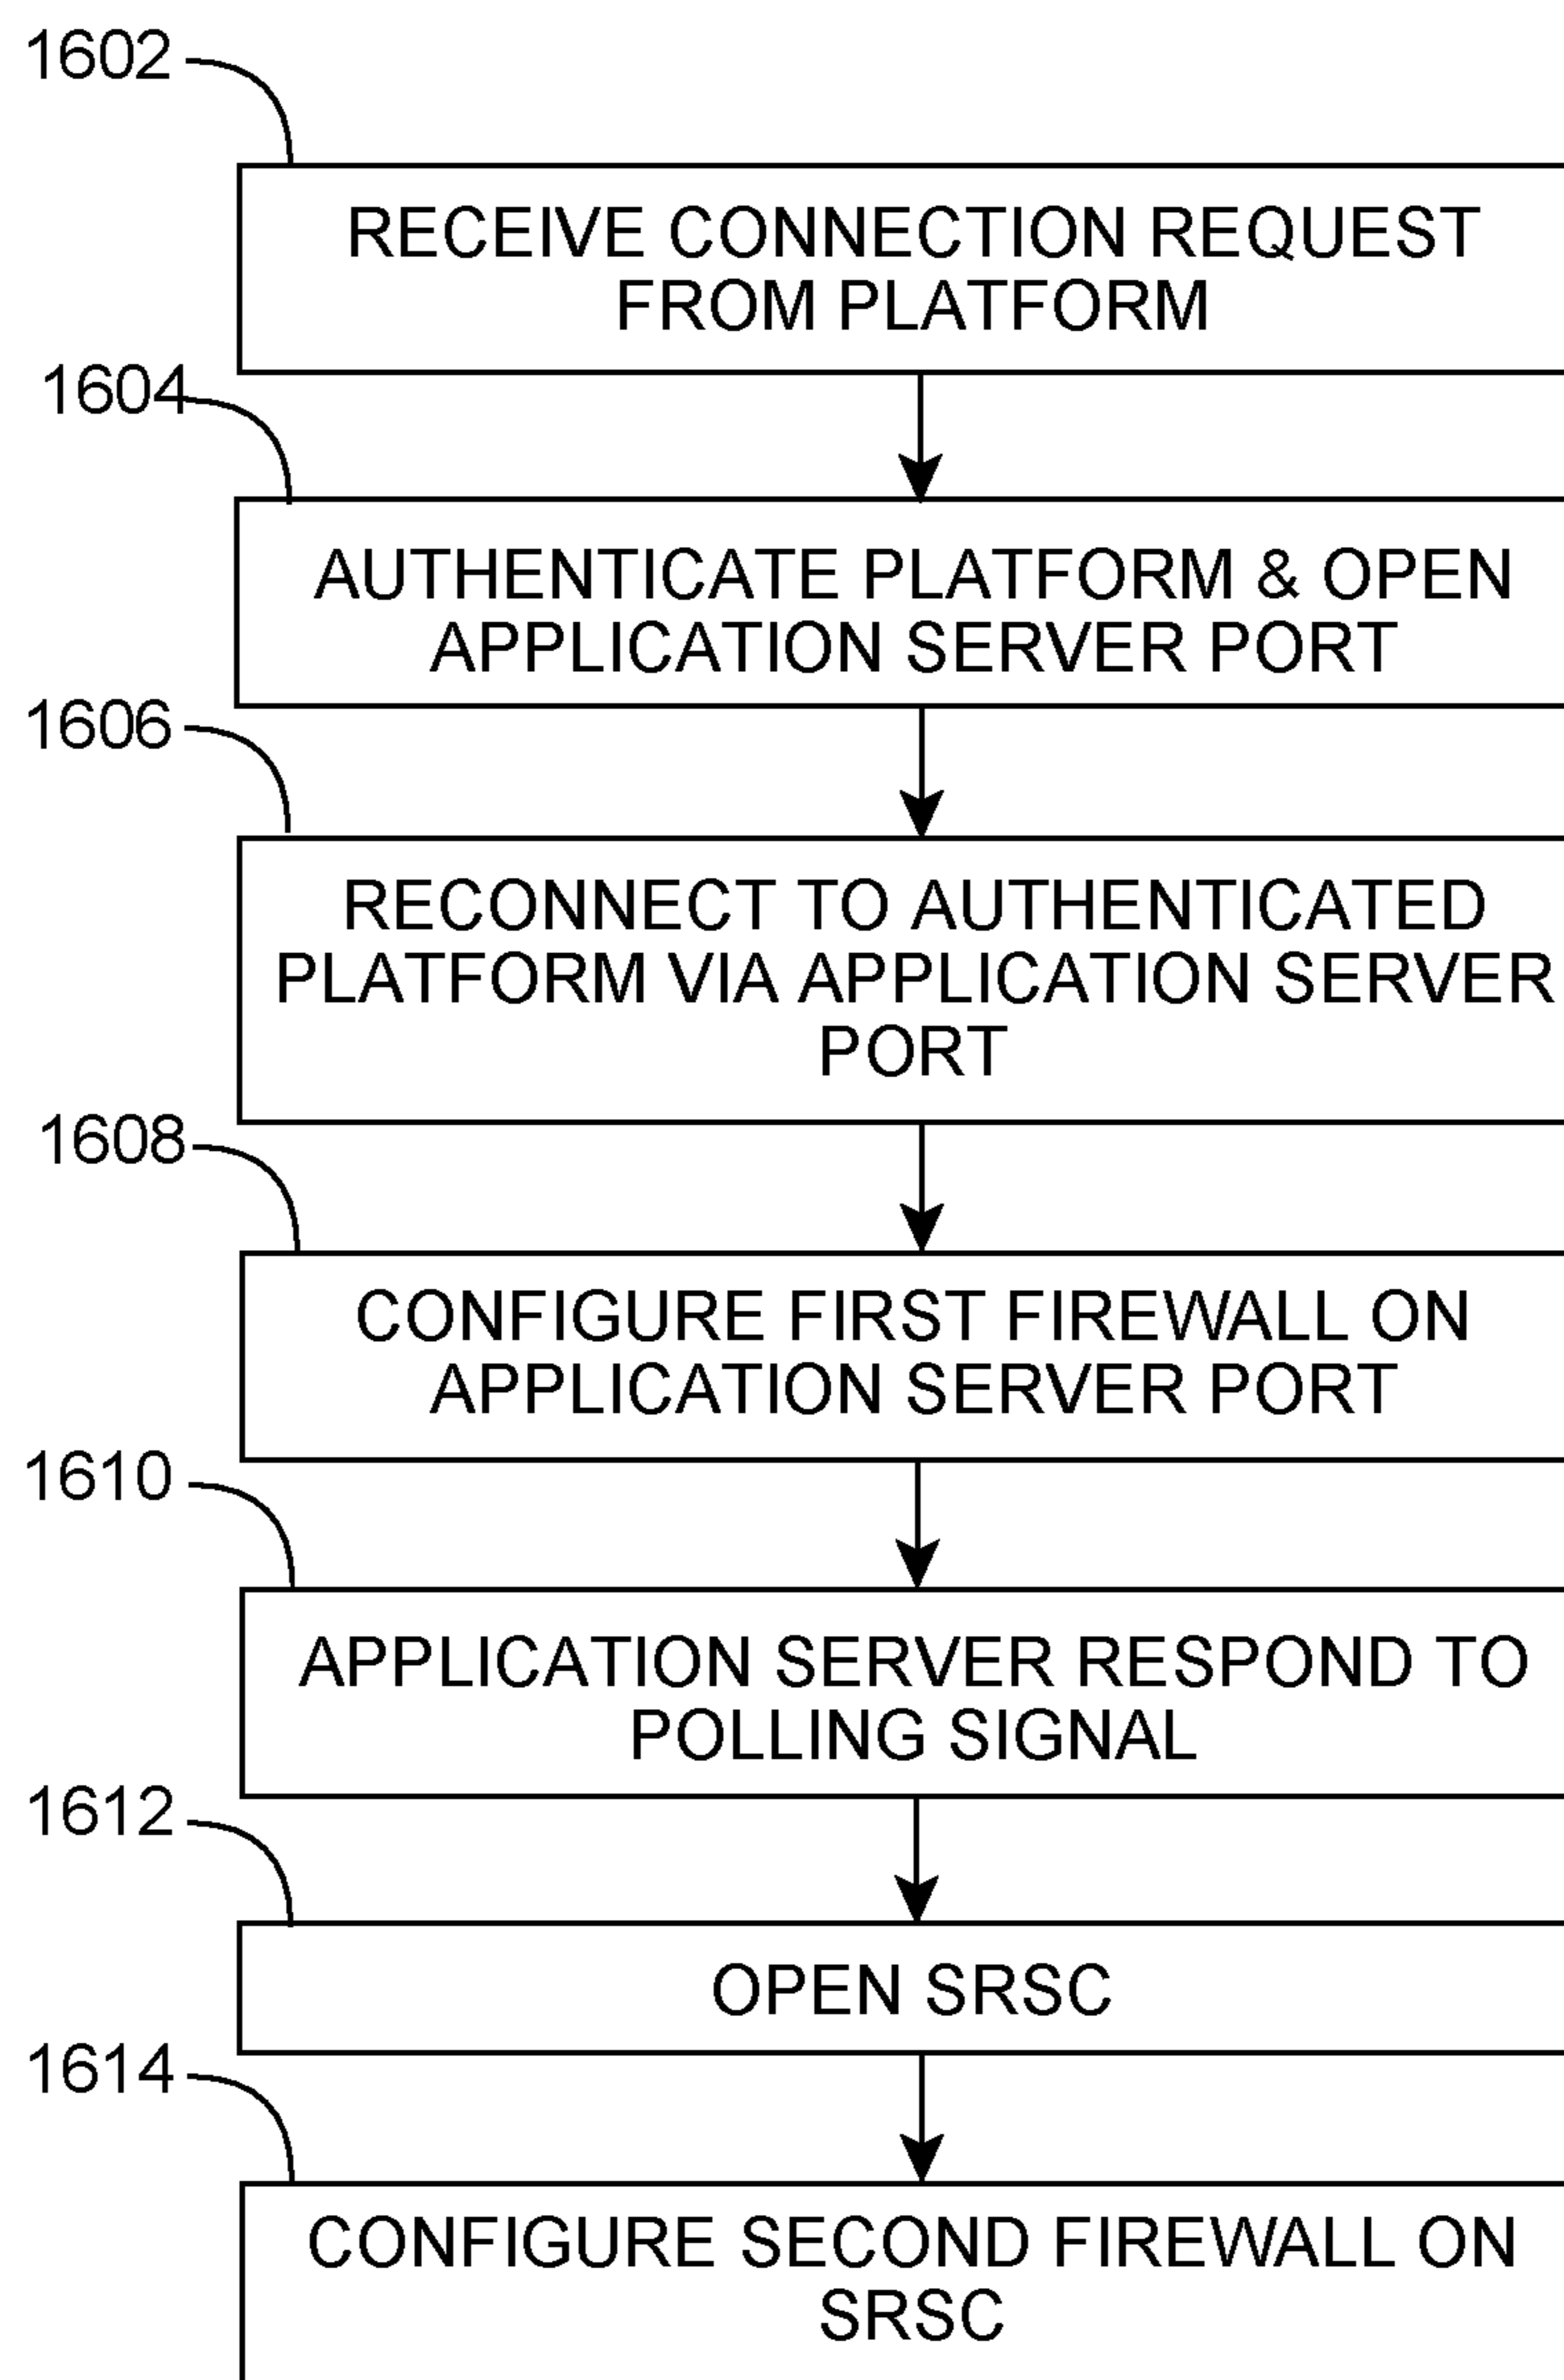 1602
RECEIVE CONNECTION REQUEST
FROM PLATFORM
1604
AUTHENTICATE PLATFORM & OPEN
APPLICATION SERVER PORT
1606
RECONNECT TO AUTHENTICATED
PLATFORM VIA APPLICATION SERVER
PORT
1608
CONFIGURE FIRST FIREWALL ON
APPLICATION SERVER PORT
1610
APPLICATION SERVER RESPOND TO
POLLING SIGNAL
1612
OPEN SRSC
1614
CONFIGURE SECOND FIREWALL ON
SRSC